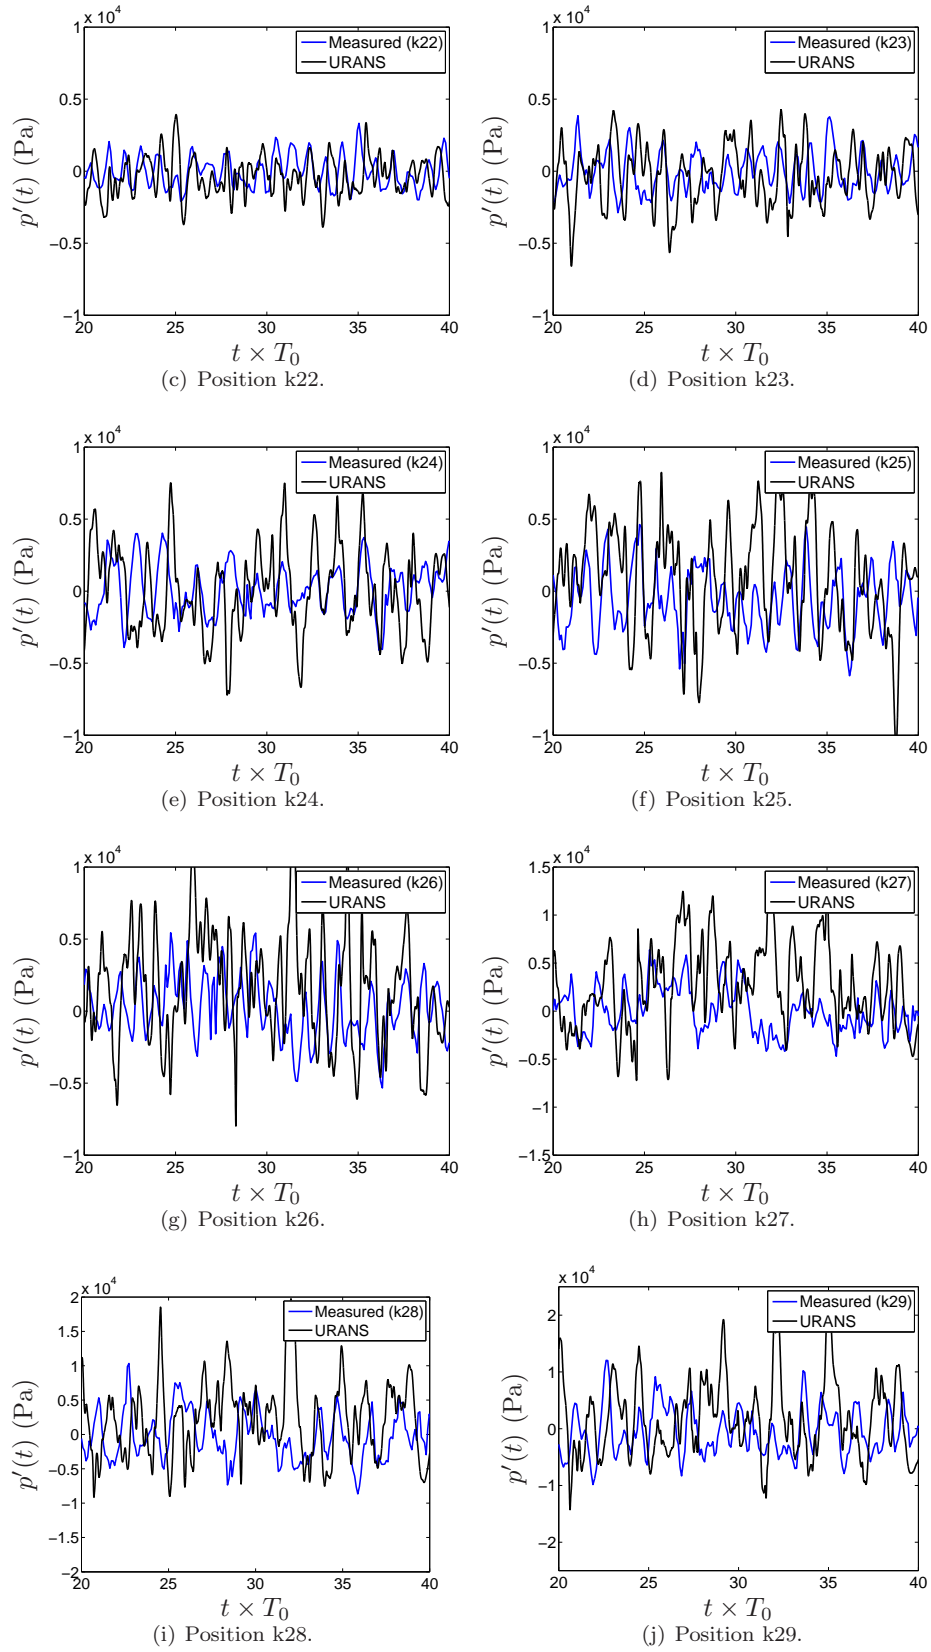 x 10^4
x 10^4
1
0.5
0
−0.5
−1
20 25 30 35 40
p′(t) (Pa)
t × T_0
Measured (k22)
URANS
(c) Position k22.
1
0.5
0
−0.5
−1
20 25 30 35 40
p′(t) (Pa)
t × T_0
Measured (k23)
URANS
(d) Position k23.
x 10^4
1
0.5
0
−0.5
−1
20 25 30 35 40
p′(t) (Pa)
t × T_0
Measured (k24)
URANS
(e) Position k24.
x 10^4
1
0.5
0
−0.5
−1
20 25 30 35 40
p′(t) (Pa)
t × T_0
Measured (k25)
URANS
(f) Position k25.
x 10^4
1
0.5
0
−0.5
−1
20 25 30 35 40
p′(t) (Pa)
t × T_0
Measured (k26)
URANS
(g) Position k26.
x 10^4
1.5
1
0.5
0
−0.5
−1
−1.5
20 25 30 35 40
p′(t) (Pa)
t × T_0
Measured (k27)
URANS
(h) Position k27.
x 10^4
2
1.5
1
0.5
0
−0.5
−1
−1.5
−2
20 25 30 35 40
p′(t) (Pa)
t × T_0
Measured (k28)
URANS
(i) Position k28.
x 10^4
2
1
0
−1
−2
20 25 30 35 40
p′(t) (Pa)
t × T_0
Measured (k29)
URANS
(j) Position k29.